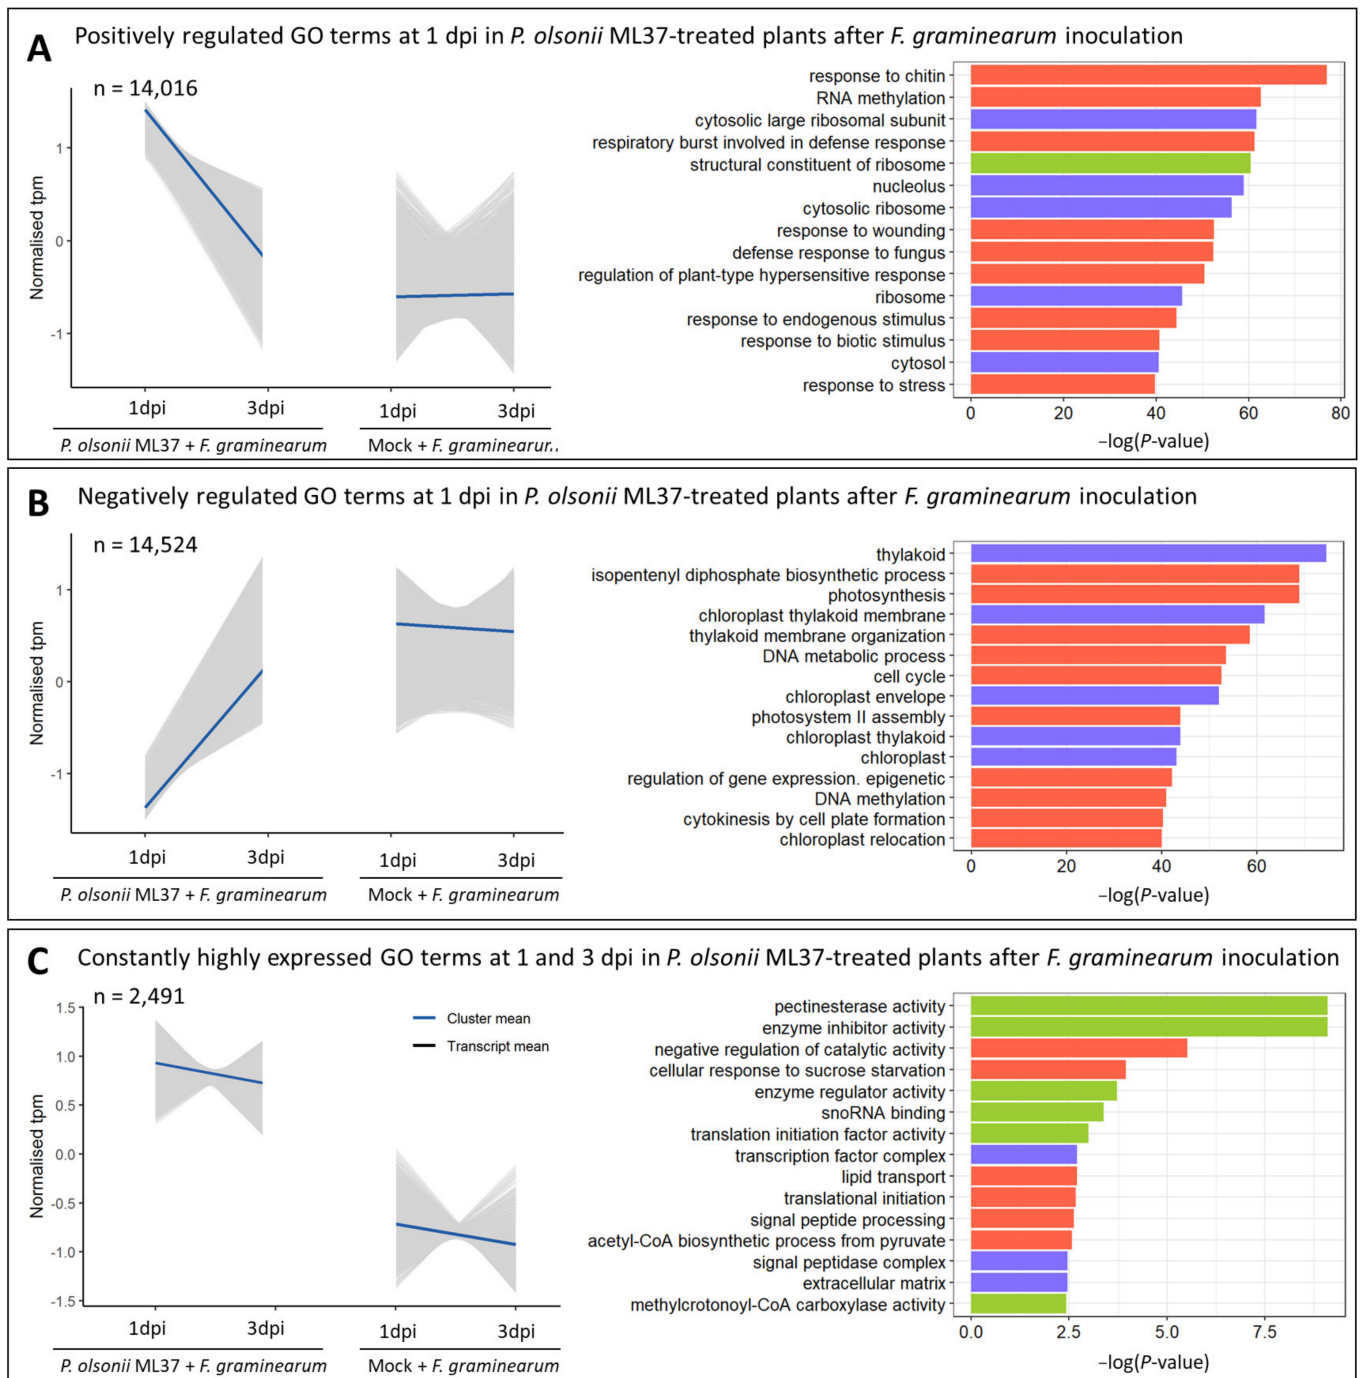 A Positively regulated GO terms at 1 dpi in P. olsonii ML37-treated plants after F. graminearum inoculation
n = 14,016
Normalised tpm
1
0
-1
1dpi 3dpi 1dpi 3dpi
P. olsonii ML37 + F. graminearum Mock + F. graminearur..
response to chitin
RNA methylation
cytosolic large ribosomal subunit
respiratory burst involved in defense response
structural constituent of ribosome
nucleolus
cytosolic ribosome
response to wounding
defense response to fungus
regulation of plant-type hypersensitive response
ribosome
response to endogenous stimulus
response to biotic stimulus
cytosol
response to stress
0 20 40 60 80
−log(P-value)
B Negatively regulated GO terms at 1 dpi in P. olsonii ML37-treated plants after F. graminearum inoculation
n = 14,524
Normalised tpm
1
0
-1
1dpi 3dpi 1dpi 3dpi
P. olsonii ML37 + F. graminearum Mock + F. graminearum
thylakoid
isopentenyl diphosphate biosynthetic process
photosynthesis
chloroplast thylakoid membrane
thylakoid membrane organization
DNA metabolic process
cell cycle
chloroplast envelope
photosystem II assembly
chloroplast thylakoid
chloroplast
regulation of gene expression. epigenetic
DNA methylation
cytokinesis by cell plate formation
chloroplast relocation
0 20 40 60
−log(P-value)
C Constantly highly expressed GO terms at 1 and 3 dpi in P. olsonii ML37-treated plants after F. graminearum inoculation
n = 2,491
Normalised tpm
1.5
1.0
0.5
0.0
-0.5
-1.0
-1.5
Cluster mean
Transcript mean
1dpi 3dpi 1dpi 3dpi
P. olsonii ML37 + F. graminearum Mock + F. graminearum
pectinesterase activity
enzyme inhibitor activity
negative regulation of catalytic activity
cellular response to sucrose starvation
enzyme regulator activity
snoRNA binding
translation initiation factor activity
transcription factor complex
lipid transport
translational initiation
signal peptide processing
acetyl-CoA biosynthetic process from pyruvate
signal peptidase complex
extracellular matrix
methylcrotonoyl-CoA carboxylase activity
0.0 2.5 5.0 7.5
−log(P-value)